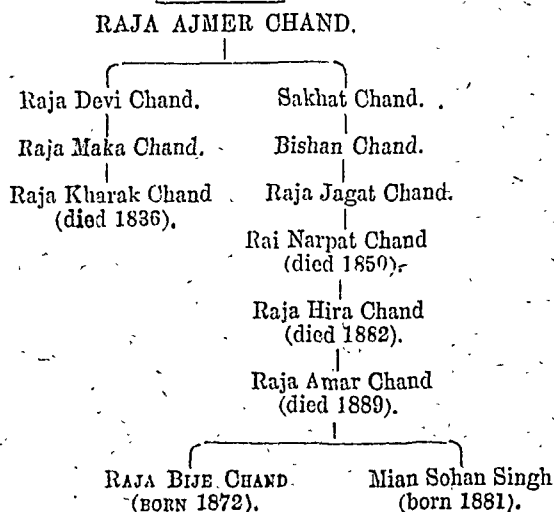 RAJA AJMER CHAND.
Raja Devi Chand. Sakhat Chand.
Raja Maka Chand. Bishan Chand.
Raja Kharak Chand Raja Jagat Chand.
(died 1836).
Rai Narpat Chand
(died 1850).
Raja Hira Chand
(died 1882).
Raja Amar Chand
(died 1889).
RAJA BIJE CHAND Mian Sohan Singh
(BORN 1872). (born 1881).